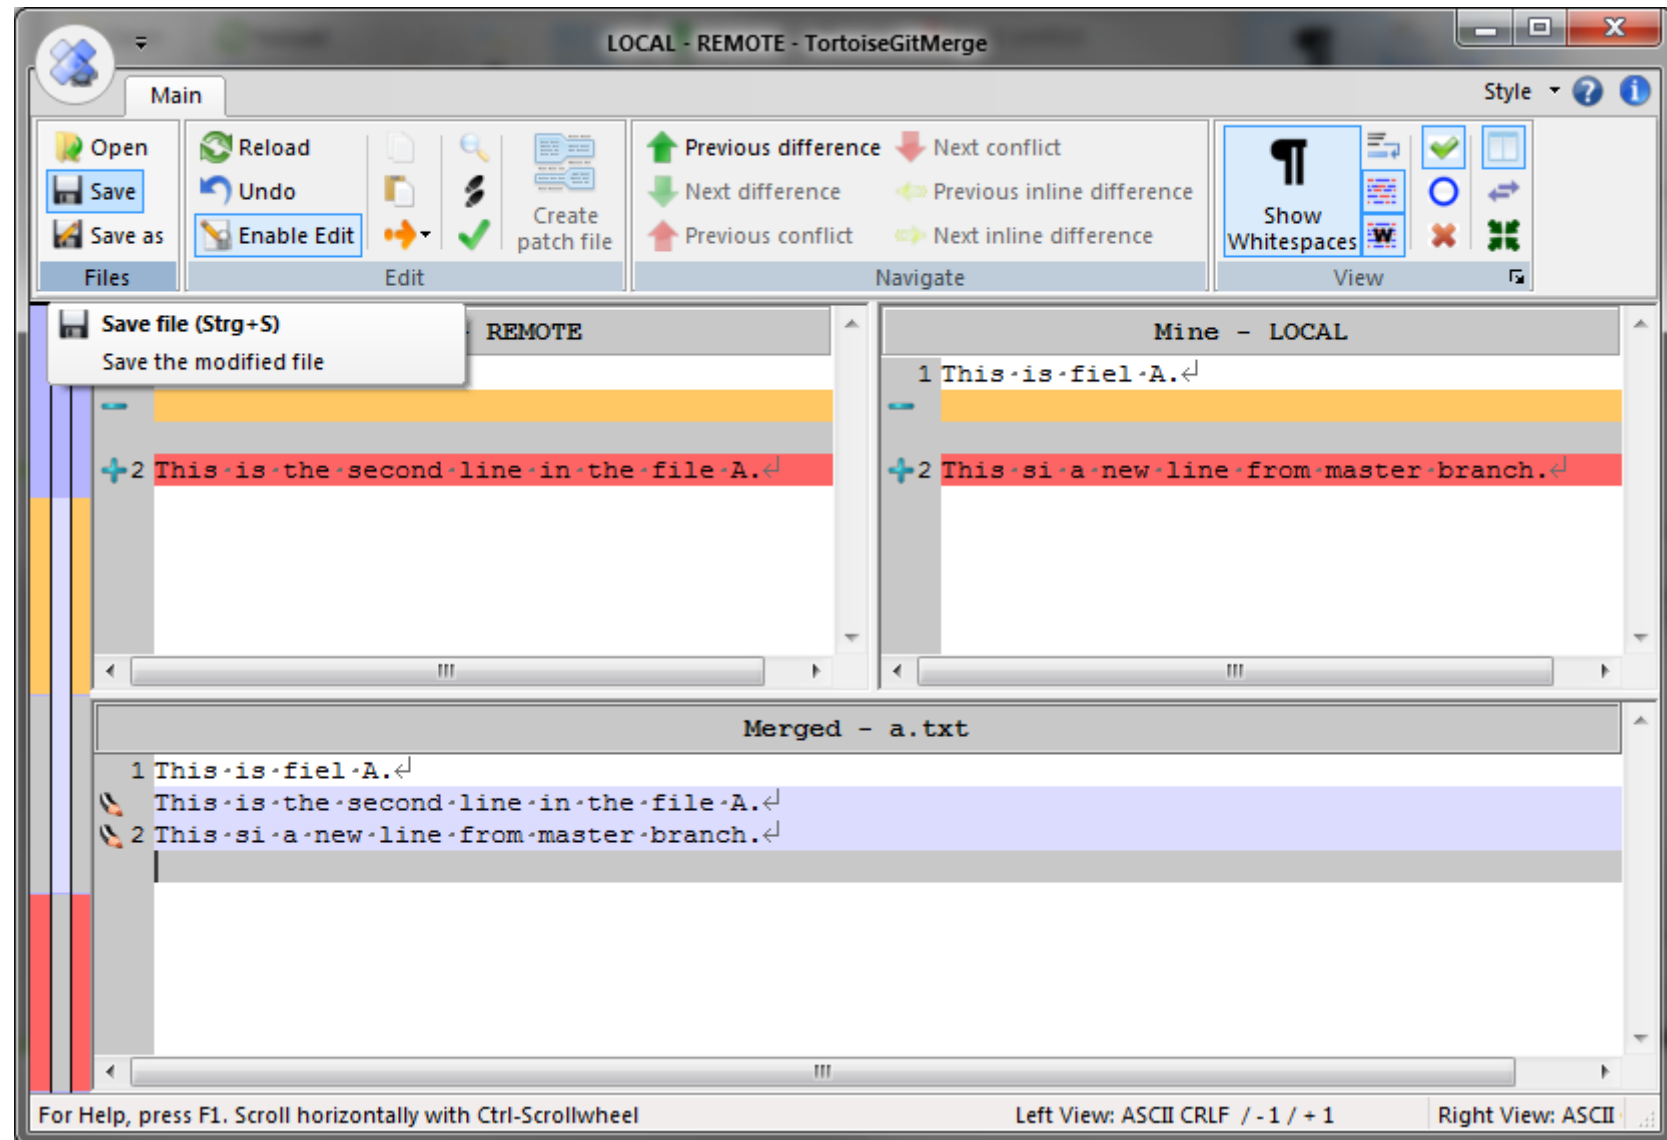 LOCAL - REMOTE - TortoiseGitMerge
Main
Style
Open
Save
Save as
Files
Reload
Undo
Enable Edit
Create
patch file
Edit
Previous difference
Next difference
Previous conflict
Next conflict
Previous inline difference
Next inline difference
Navigate
Show
Whitespaces
View
Save file (Strg+S)
Save the modified file
- REMOTE
2 This is the second line in the file A.
Mine - LOCAL
1 This is fiel A.
2 This si a new line from master branch.
Merged - a.txt
1 This is fiel A.
This is the second line in the file A.
2 This si a new line from master branch.
For Help, press F1. Scroll horizontally with Ctrl-Scrollwheel
Left View: ASCII CRLF / - 1 / + 1
Right View: ASCII